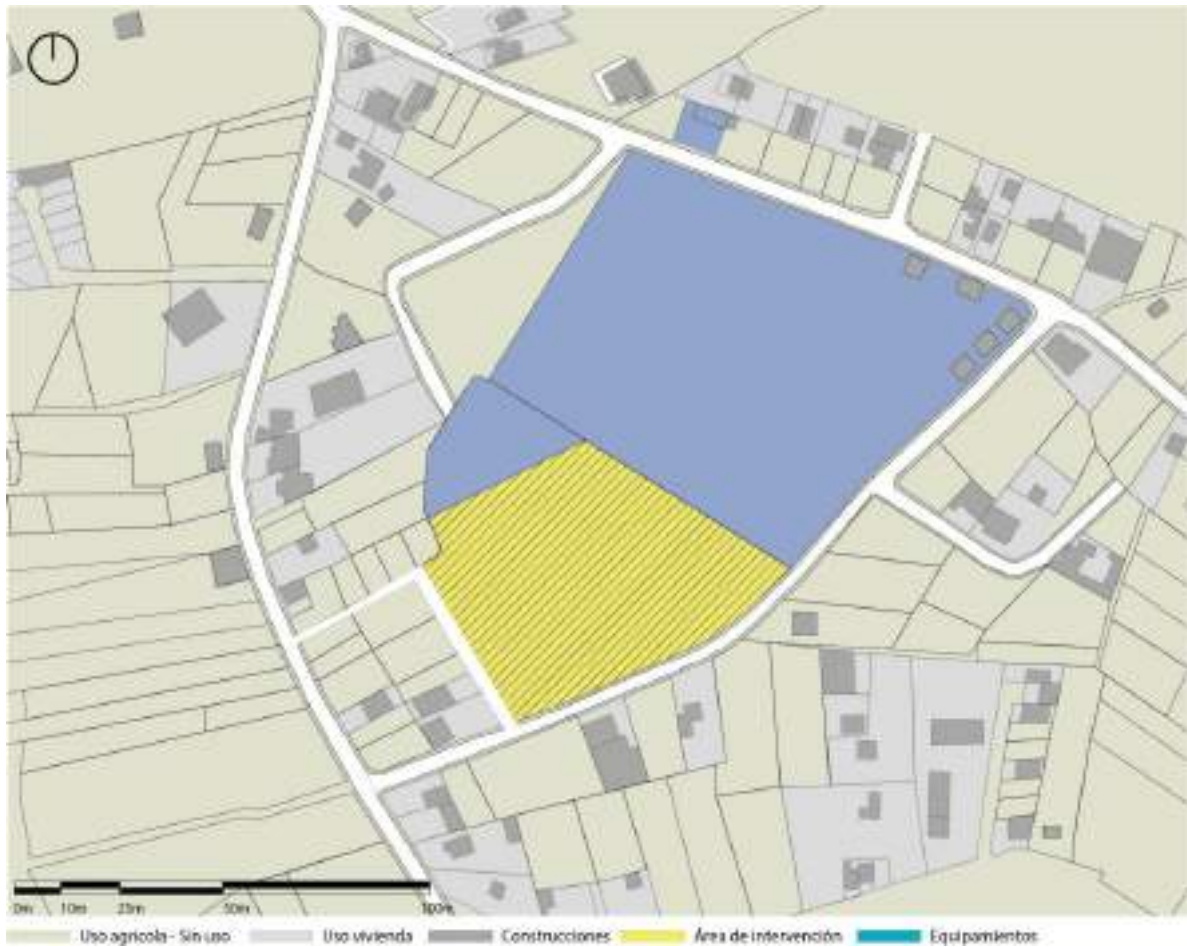 0m 10m 25m 50m 100m
Uso agrícola - Sin uso Uso vivienda Construcciones Área de intervención Equipamientos